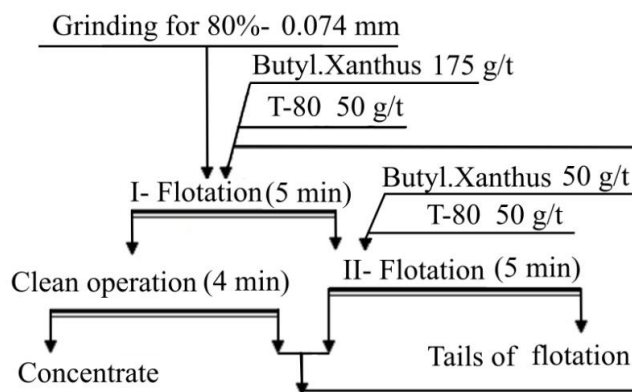 Grinding for 80%- 0.074 mm
Butyl.Xanthus 175 g/t
T-80 50 g/t
I- Flotation (5 min)
Butyl.Xanthus 50 g/t
T-80 50 g/t
Clean operation (4 min)
II- Flotation (5 min)
Concentrate
Tails of flotation